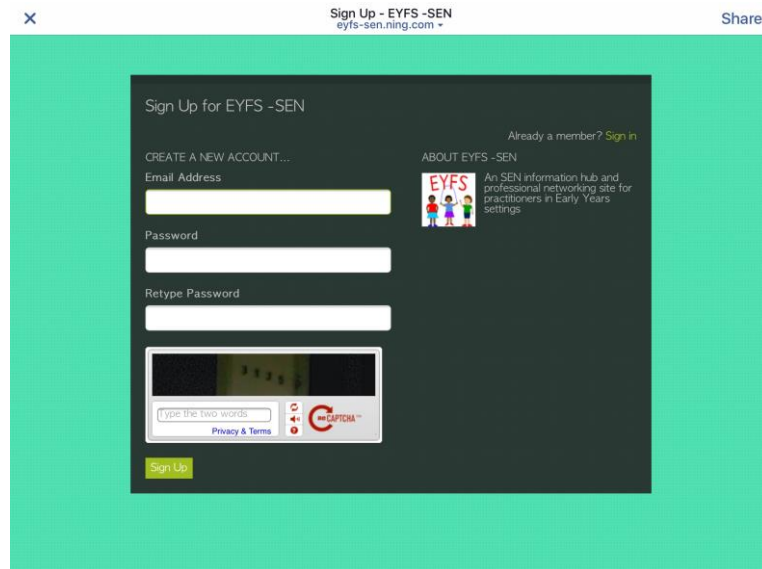 Sign Up - EYFS -SEN
eyfs-sen.ning.com
Share
Sign Up for EYFS -SEN
Already a member? Sign in
CREATE A NEW ACCOUNT...
Email Address
Password
Retype Password
Type the two words
Privacy & Terms
reCAPTCHA™
Sign Up
ABOUT EYFS -SEN
EYFS
An SEN information hub and
professional networking site for
practitioners in Early Years
settings